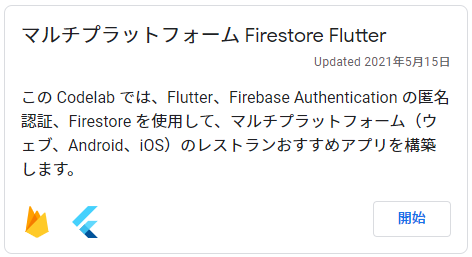 マルチプラットフォーム Firestore Flutter
Updated 2021年5月15日
この Codelab では、Flutter、Firebase Authentication の匿名
認証、Firestore を使用して、マルチプラットフォーム（ウ
ェブ、Android、iOS）のレストランおすすめアプリを構築
します。
開始